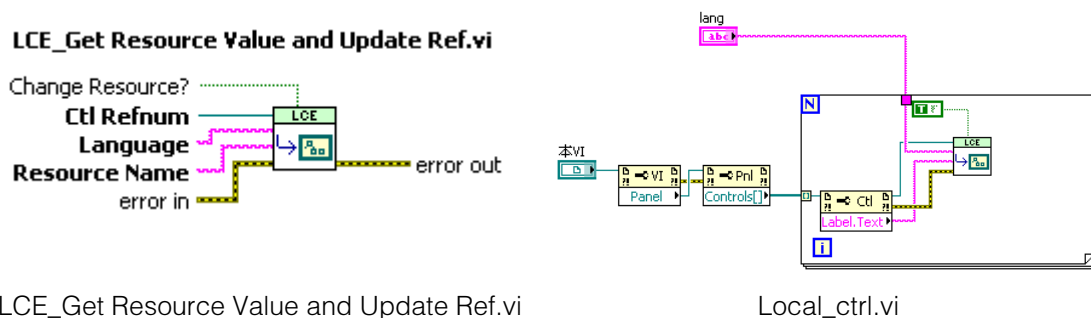 LCE_Get Resource Value and Update Ref.vi
Change Resource?
Ctl Refnum
Language
Resource Name
error in
LCE
error out
lang
abc
N
T F
LCE
本VI
VI
Panel
Pnl
Controls[]
Ctl
Label.Text
i
LCE_Get Resource Value and Update Ref.vi
Local_ctrl.vi